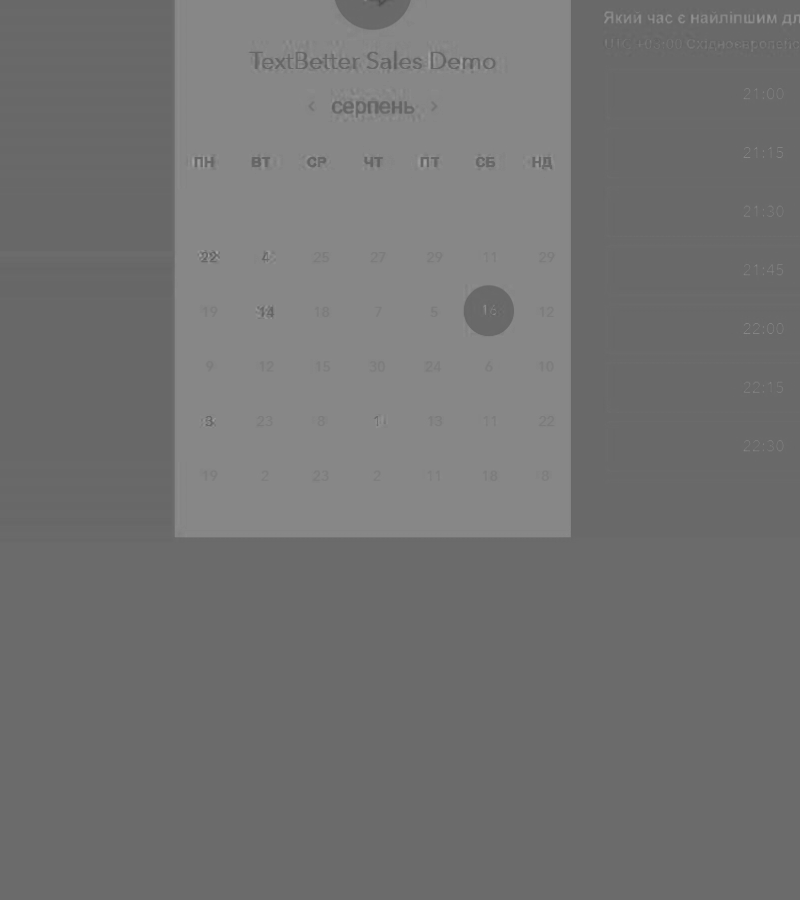 TextBetter Sales Demo
‹ серпень ›
ПН ВТ СР ЧТ ПТ СБ НД
22 4 25 27 29 11 29
19 18 7 5 16 12
9 12 15 30 24 6 10
3 23 8 1 13 11 22
19 2 23 2 11 18 8
Який час є найліпшим дл
21:00
21:15
21:30
21:45
22:00
22:15
22:30